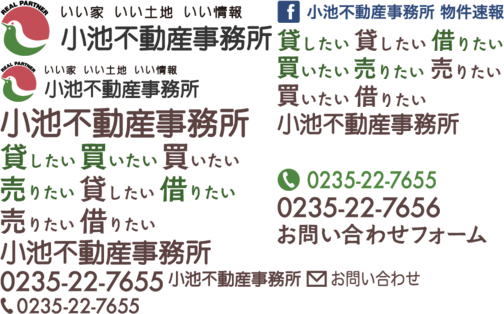 REAL PARTNER
いい家 いい土地 いい情報
小池不動産事務所
REAL PARTNER
いい家 いい土地 いい情報
小池不動産事務所
小池不動産事務所
貸したい 買いたい 買いたい
売りたい 貸したい 借りたい
売りたい 借りたい
小池不動産事務所
0235-22-7655 小池不動産事務所 お問い合わせ
0235-22-7655
小池不動産事務所 物件速報
貸したい 貸したい 借りたい
買いたい 売りたい 売りたい
買いたい 借りたい
小池不動産事務所
0235-22-7655
0235-22-7656
お問い合わせフォーム